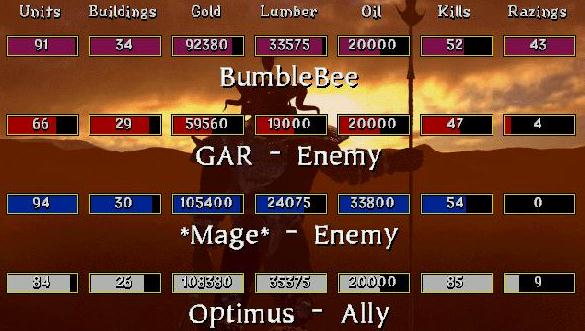 Units Buildings Gold Lumber Oil Kills Razings
91 34 92380 33575 20000 52 43
BumbleBee
66 29 59560 19000 20000 47 4
GAR - Enemy
94 30 105400 24075 33800 54 0
*Mage* - Enemy
84 26 108380 35375 20000 85 9
Optimus - Ally